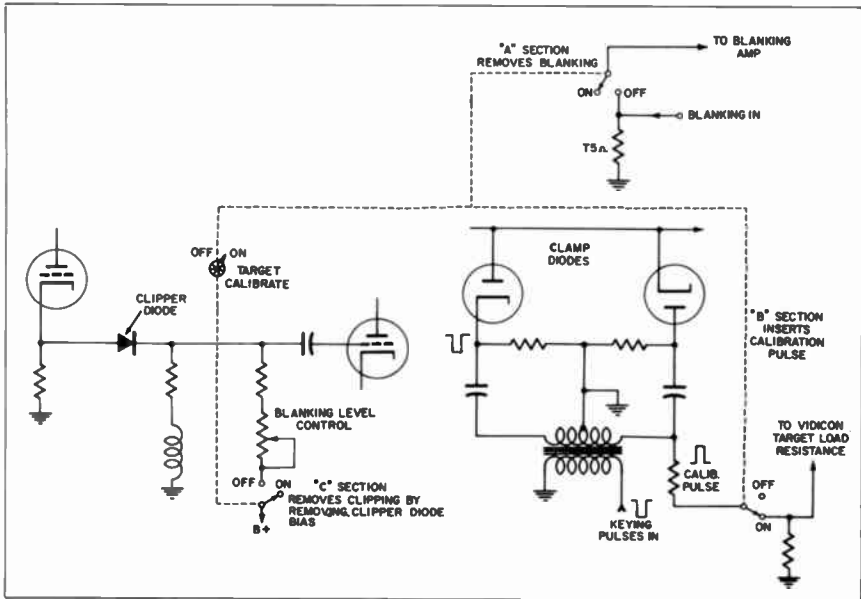 "A" SECTION
REMOVES BLANKING
TO BLANKING
AMP
ON
OFF
BLANKING IN
T5Ω
OFF
ON
TARGET
CALIBRATE
CLIPPER
DIODE
CLAMP
DIODES
"B" SECTION
INSERTS
CALIBRATION
PULSE
BLANKING LEVEL
CONTROL
OFF
ON
"C" SECTION
REMOVES CLIPPING BY
REMOVING, CLIPPER DIODE
BIAS
B+
CALIB.
PULSE
KEYING
PULSES IN
TO VIDICON
TARGET LOAD
RESISTANCE
OFF
ON